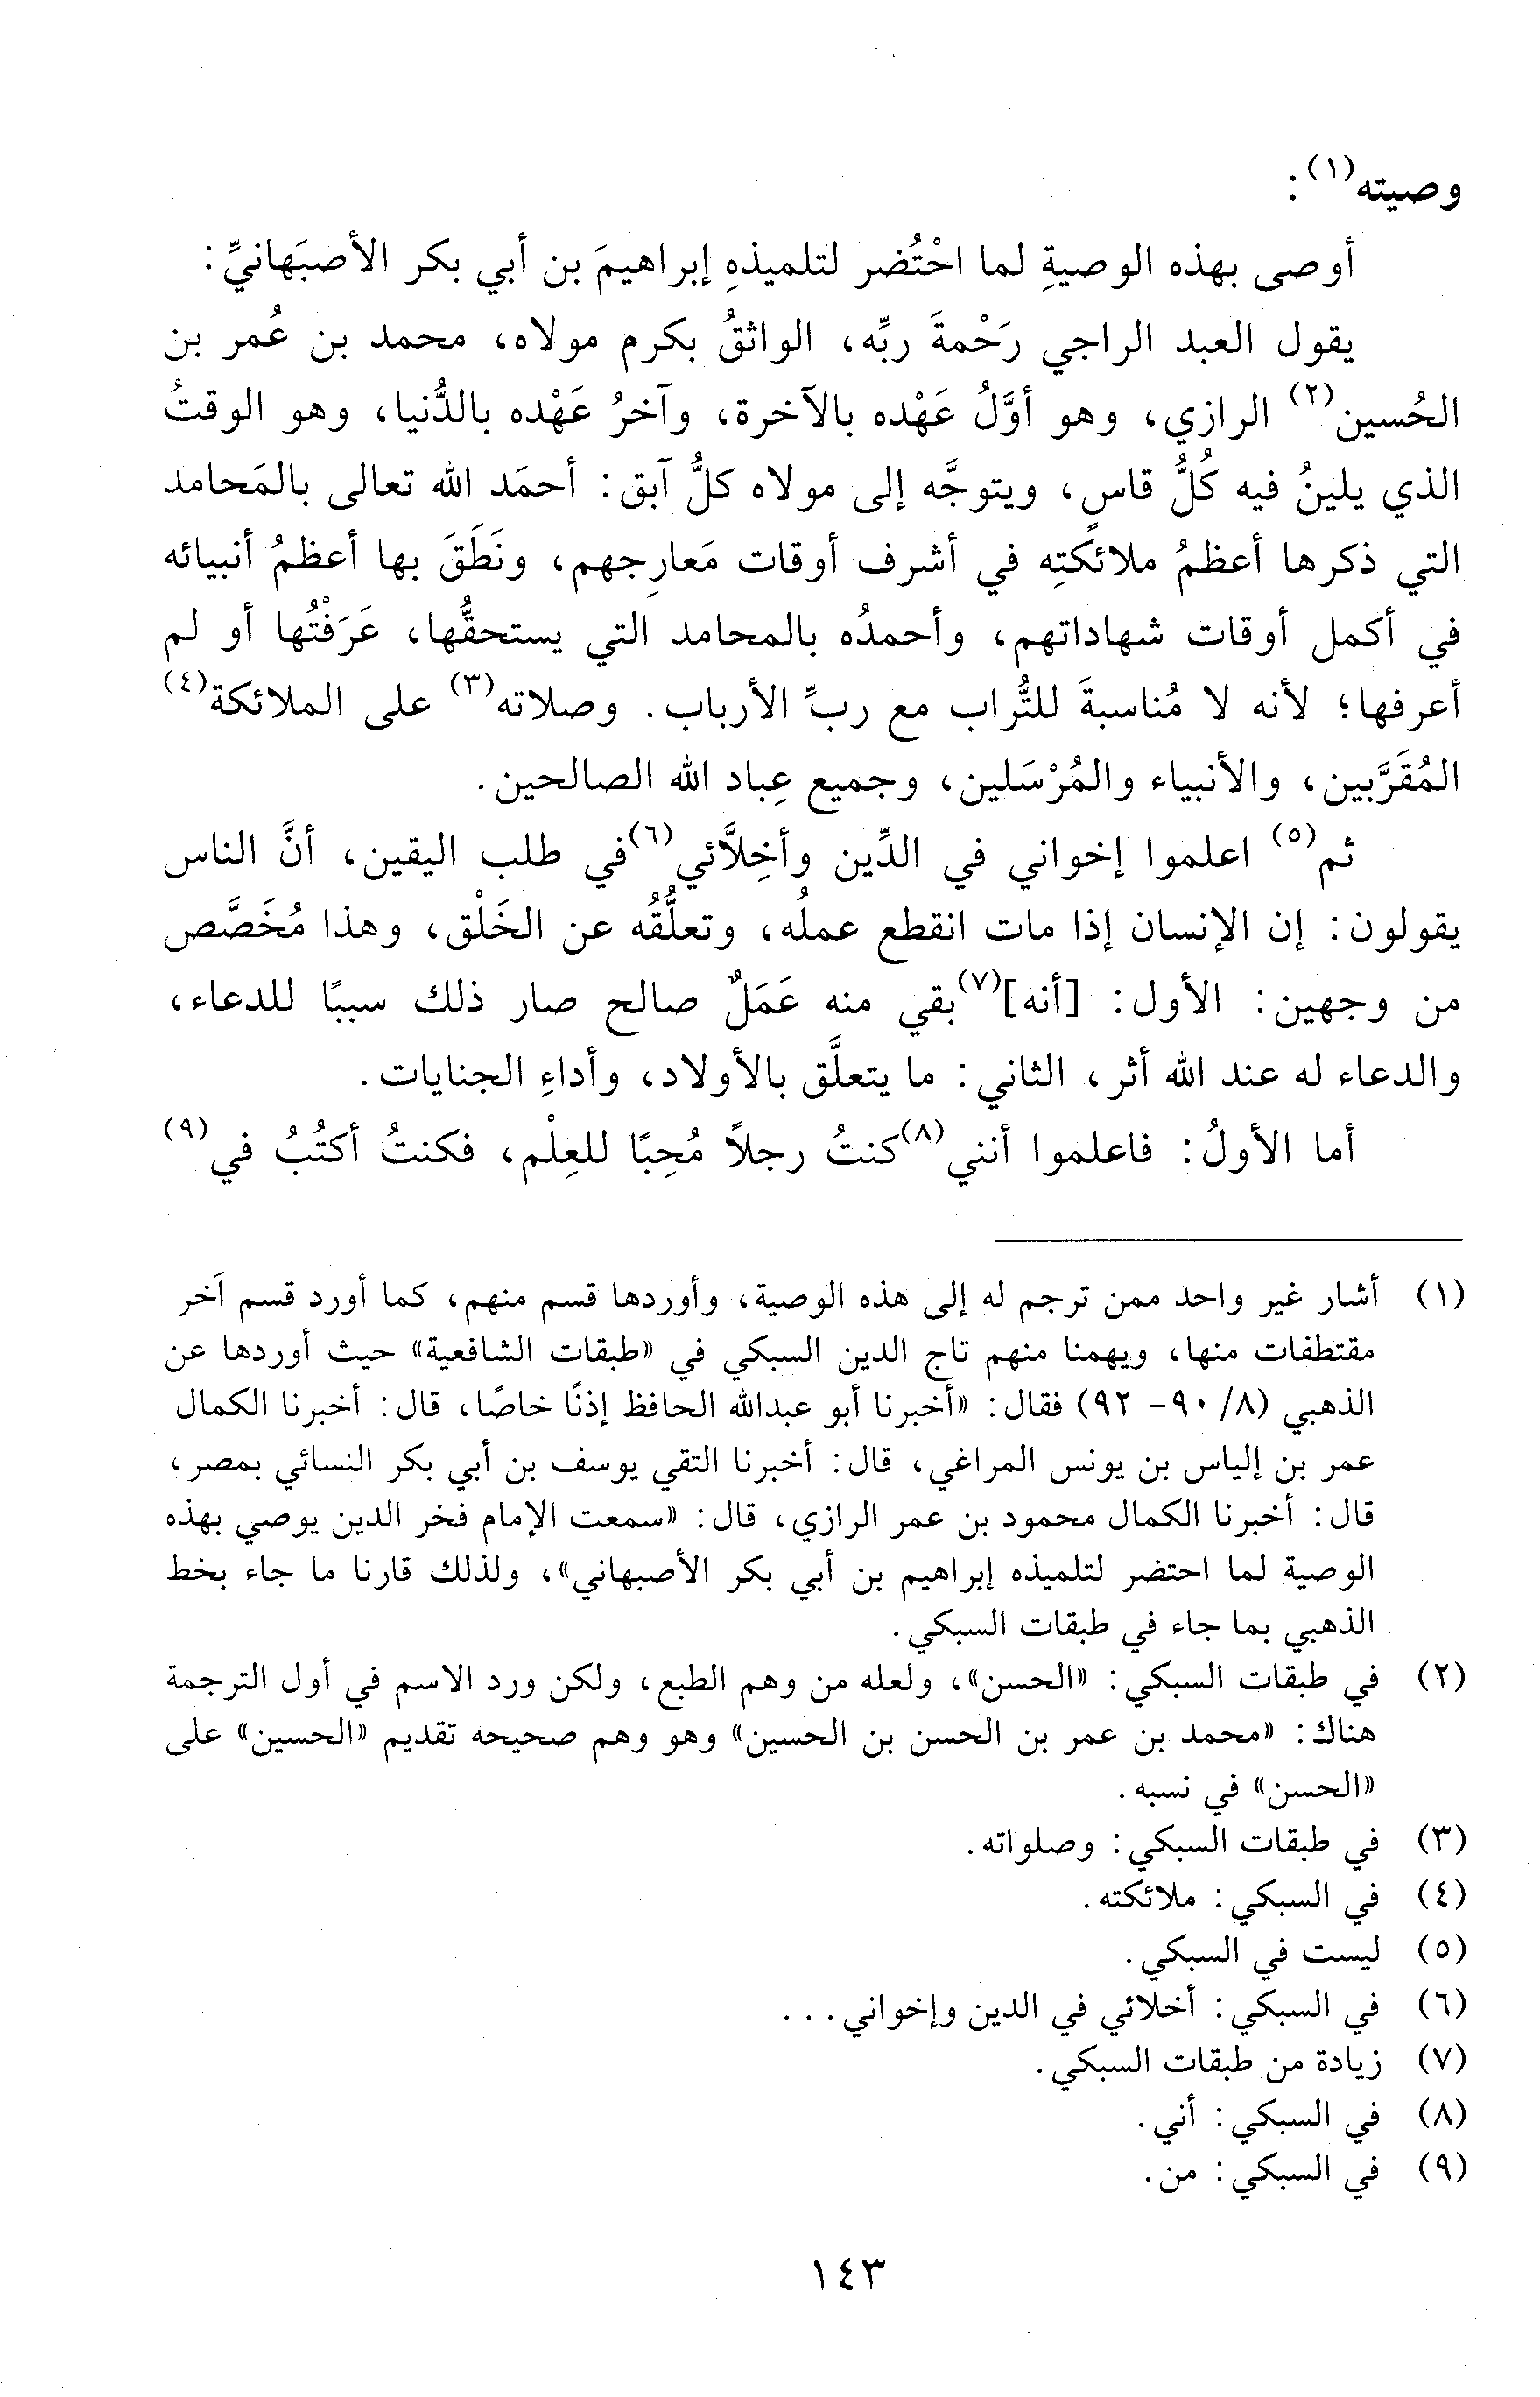 وصيته(١):
أوصى بهذه الوصيةِ لما احْتُضر لتلميذهِ إبراهيمَ بن أبي بكر الأصبَهانيِّ:
يقول العبد الراجي رَحْمةَ ربِّه، الواثقُ بكرم مولاه، محمد بن عُمر بن
الحُسين(٢) الرازي، وهو أوَّلُ عَهْده بالآخرة، وآخرُ عَهْده بالدُّنيا، وهو الوقتُ
الذي يلينُ فيه كُلُّ قاسٍ، ويتوجَّه إلى مولاه كلُّ آبق: أحمَد الله تعالى بالمَحامد
التي ذكرها أعظمُ ملائكتِه في أشرف أوقات مَعارِجهم، ونَطَقَ بها أعظمُ أنبيائه
في أكمل أوقات شهاداتهم، وأحمدُه بالمحامد التي يستحقُّها، عَرَفْتُها أو لم
أعرفها؛ لأنه لا مُناسبةَ للتُّراب مع ربِّ الأرباب. وصلاته(٣) على الملائكة(٤)
المُقَرَّبين، والأنبياء والمُرْسَلين، وجميع عِباد الله الصالحين.
ثم(٥) اعلموا إخواني في الدِّين وأخِلاَّئي(٦)في طلب اليقين، أنَّ الناس
يقولون: إن الإنسان إذا مات انقطع عملُه، وتعلُّقُه عن الخَلْق، وهذا مُخَصَّص
من وجهين: الأول: [أنه](٧)بقي منه عَمَلٌ صالح صار ذلك سببًا للدعاء،
والدعاء له عند الله أثر، الثاني: ما يتعلَّق بالأولاد، وأداءِ الجنايات.
أما الأولُ: فاعلموا أنني(٨)كنتُ رجلاً مُحِبًا للعِلْم، فكنتُ أكتُبُ في(٩)
(١) أشار غير واحد ممن ترجم له إلى هذه الوصية، وأوردها قسم منهم، كما أورد قسم آخر
مقتطفات منها، ويهمنا منهم تاج الدين السبكي في «طبقات الشافعية» حيث أوردها عن
الذهبي (٨/ ٩٠- ٩٢) فقال: «أخبرنا أبو عبدالله الحافظ إذنًا خاصًا، قال: أخبرنا الكمال
عمر بن إلياس بن يونس المراغي، قال: أخبرنا التقي يوسف بن أبي بكر النسائي بمصر،
قال: أخبرنا الكمال محمود بن عمر الرازي، قال: «سمعت الإمام فخر الدين يوصي بهذه
الوصية لما احتضر لتلميذه إبراهيم بن أبي بكر الأصبهاني»، ولذلك قارنا ما جاء بخط
الذهبي بما جاء في طبقات السبكي.
(٢) في طبقات السبكي: «الحسن»، ولعله من وهم الطبع، ولكن ورد الاسم في أول الترجمة
هناك: «محمد بن عمر بن الحسن بن الحسين» وهو وهم صحيحه تقديم «الحسين» على
«الحسن» في نسبه.
(٣) في طبقات السبكي: وصلواته.
(٤) في السبكي: ملائكته.
(٥) ليست في السبكي.
(٦) في السبكي: أخلائي في الدين وإخواني. . .
(٧) زيادة من طبقات السبكي.
(٨) في السبكي: أني.
(٩) في السبكي: من.
١٤٣